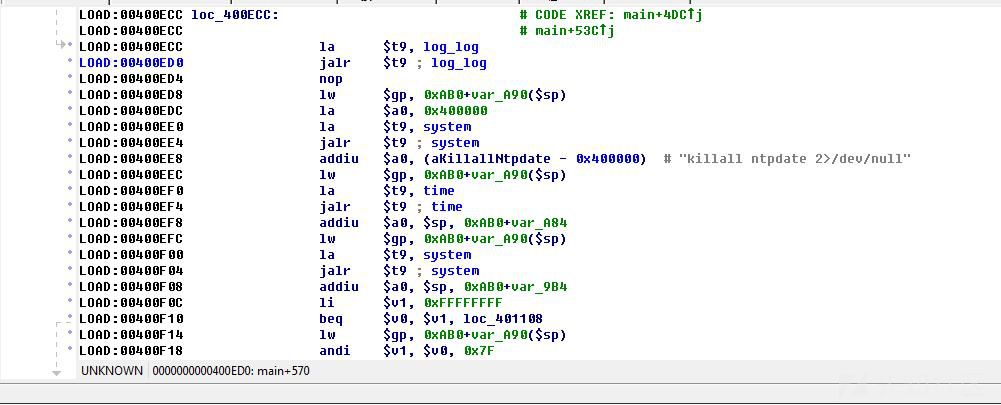 LOAD:00400ECC loc_400ECC: # CODE XREF: main+4DC↑j
LOAD:00400ECC # main+53C↑j
LOAD:00400ECC la $t9, log_log
LOAD:00400ED0 jalr $t9 ; log_log
LOAD:00400ED4 nop
LOAD:00400ED8 lw $gp, 0xAB0+var_A90($sp)
LOAD:00400EDC la $a0, 0x400000
LOAD:00400EE0 la $t9, system
LOAD:00400EE4 jalr $t9 ; system
LOAD:00400EE8 addiu $a0, (aKillallNtpdate - 0x400000) # "killall ntpdate 2>/dev/null"
LOAD:00400EEC lw $gp, 0xAB0+var_A90($sp)
LOAD:00400EF0 la $t9, time
LOAD:00400EF4 jalr $t9 ; time
LOAD:00400EF8 addiu $a0, $sp, 0xAB0+var_A84
LOAD:00400EFC lw $gp, 0xAB0+var_A90($sp)
LOAD:00400F00 la $t9, system
LOAD:00400F04 jalr $t9 ; system
LOAD:00400F08 addiu $a0, $sp, 0xAB0+var_9B4
LOAD:00400F0C li $v1, 0xFFFFFFFF
LOAD:00400F10 beq $v0, $v1, loc_401108
LOAD:00400F14 lw $gp, 0xAB0+var_A90($sp)
LOAD:00400F18 andi $v1, $v0, 0x7F
UNKNOWN 0000000000400ED0: main+570